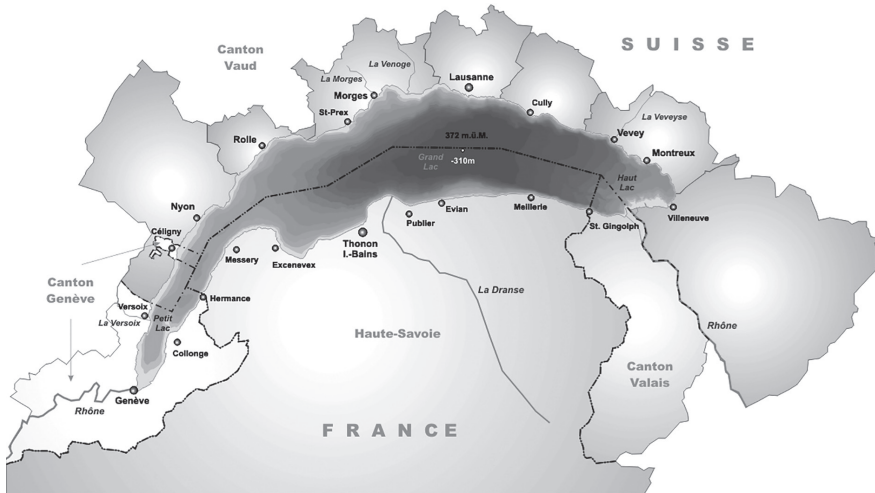 SUISSE
Canton
Vaud
La Venoge
La Morges
Lausanne
Morges
Cully
St-Prex
La Veveyse
Vevey
Rolle
372 m.ü.M.
Grand
Lac
-310m
Montreux
Haut
Lac
Nyon
Villeneuve
Céligny
Evian
Meillerie
Publier
St. Gingolph
Thonon
l.-Bains
Messery
Excenevex
Canton
Genève
La Dranse
Hermance
Versoix
La Versoix
Petit
Lac
Rhône
Haute-Savoie
Collonge
Canton
Valais
Genève
Rhône
FRANCE